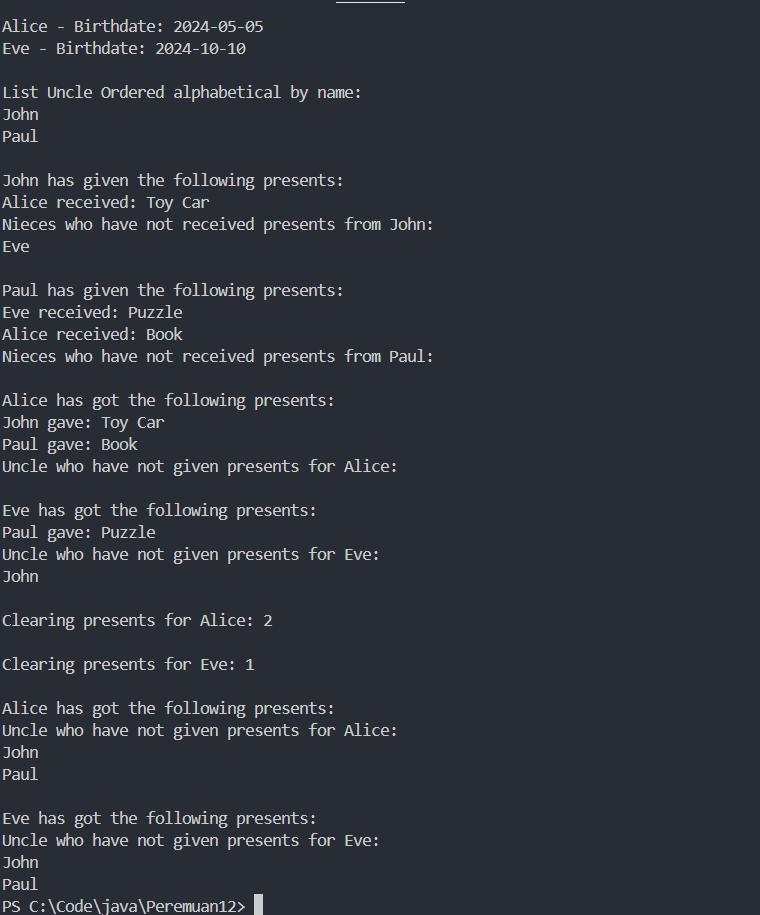 Alice - Birthdate: 2024-05-05
Eve - Birthdate: 2024-10-10
List Uncle Ordered alphabetical by name:
John
Paul
John has given the following presents:
Alice received: Toy Car
Nieces who have not received presents from John:
Eve
Paul has given the following presents:
Eve received: Puzzle
Alice received: Book
Nieces who have not received presents from Paul:
Alice has got the following presents:
John gave: Toy Car
Paul gave: Book
Uncle who have not given presents for Alice:
Eve has got the following presents:
Paul gave: Puzzle
Uncle who have not given presents for Eve:
John
Clearing presents for Alice: 2
Clearing presents for Eve: 1
Alice has got the following presents:
Uncle who have not given presents for Alice:
John
Paul
Eve has got the following presents:
Uncle who have not given presents for Eve:
John
Paul
PS C:\Code\java\Peremuan12>